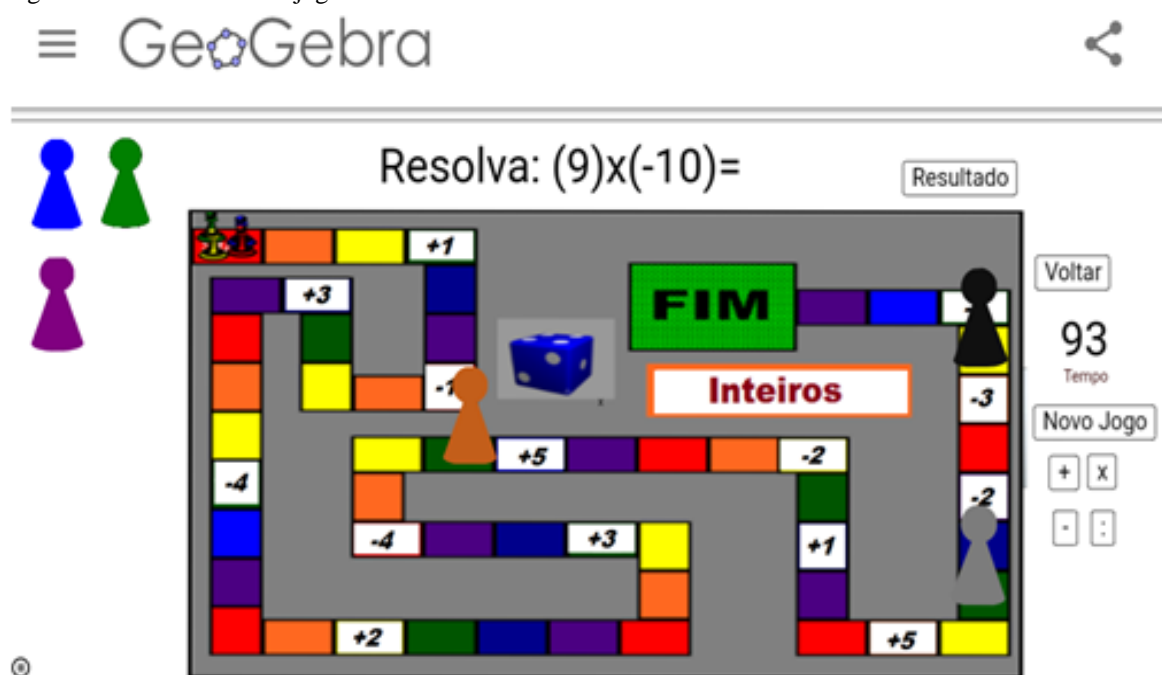 GeoGebra
Resolva: (9)x(-10)=
Resultado
+1
+3
FIM
Voltar
93
Tempo
-1
Inteiros
-3
Novo Jogo
+ x
- :
+5
-2
-4
-2
-4
+3
+1
+2
+5